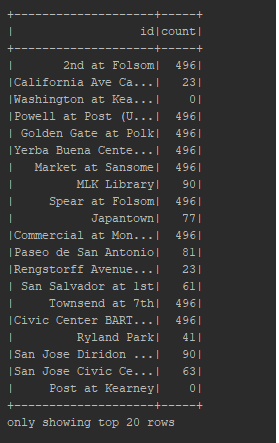 +--------------------+-----+
|                  id|count|
+--------------------+-----+
|       2nd at Folsom|  496|
|California Ave Ca...|   23|
|Washington at Kea...|    0|
|Powell at Post (U...|  496|
| Golden Gate at Polk|  496|
|Yerba Buena Cente...|  496|
|   Market at Sansome|  496|
|         MLK Library|   90|
|     Spear at Folsom|  496|
|           Japantown|   77|
|Commercial at Mon...|  496|
|Paseo de San Antonio|   81|
|Rengstorff Avenue...|   23|
| San Salvador at 1st|   61|
|     Townsend at 7th|  496|
|Civic Center BART...|  496|
|         Ryland Park|   41|
|San Jose Diridon ...|   90|
|San Jose Civic Ce...|   63|
|     Post at Kearney|    0|
+--------------------+-----+
only showing top 20 rows